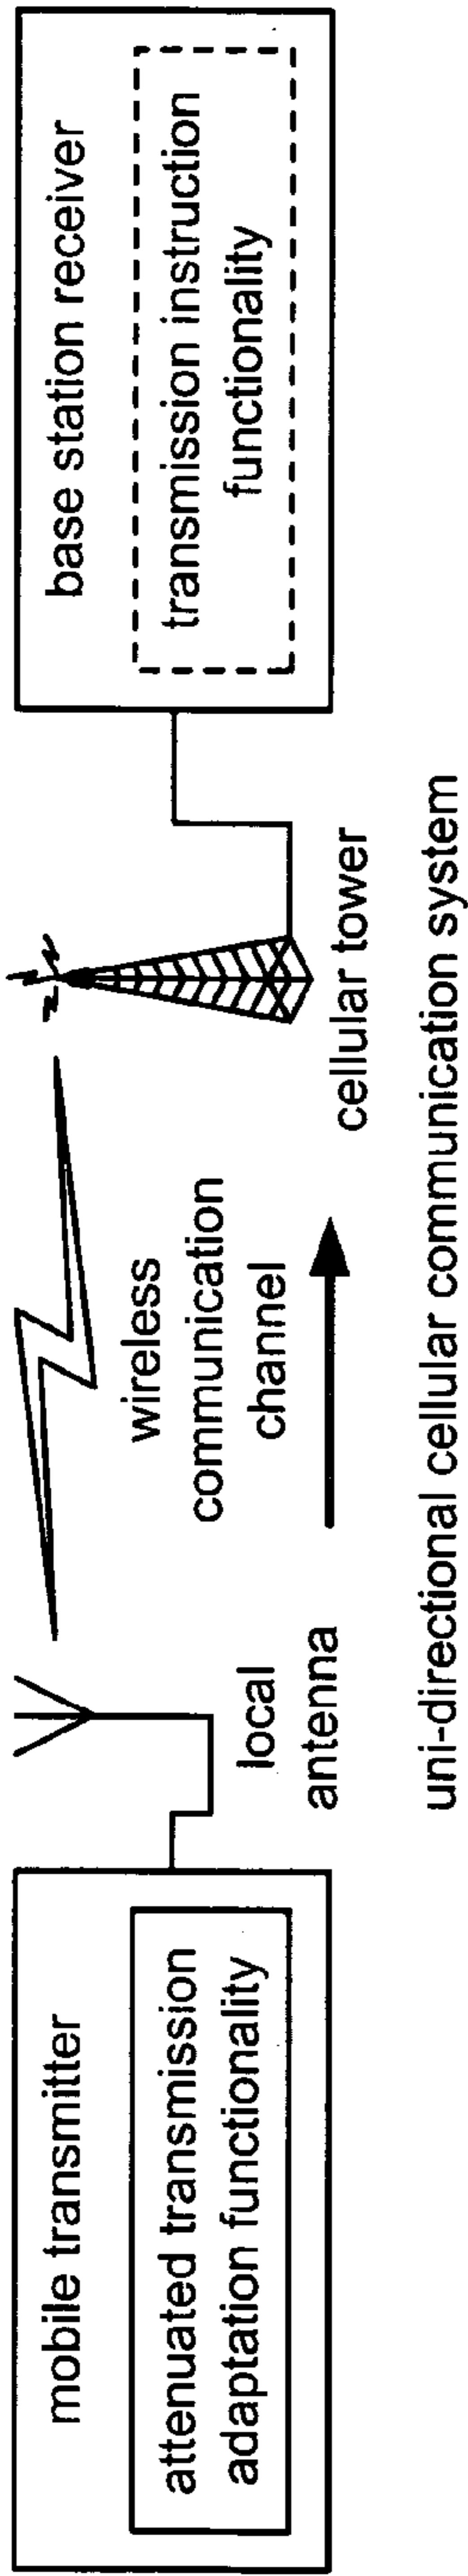 mobile transmitter
attenuated transmission
adaptation functionality
local
antenna
wireless
communication
channel
cellular tower
base station receiver
transmission instruction
functionality
uni-directional cellular communication system